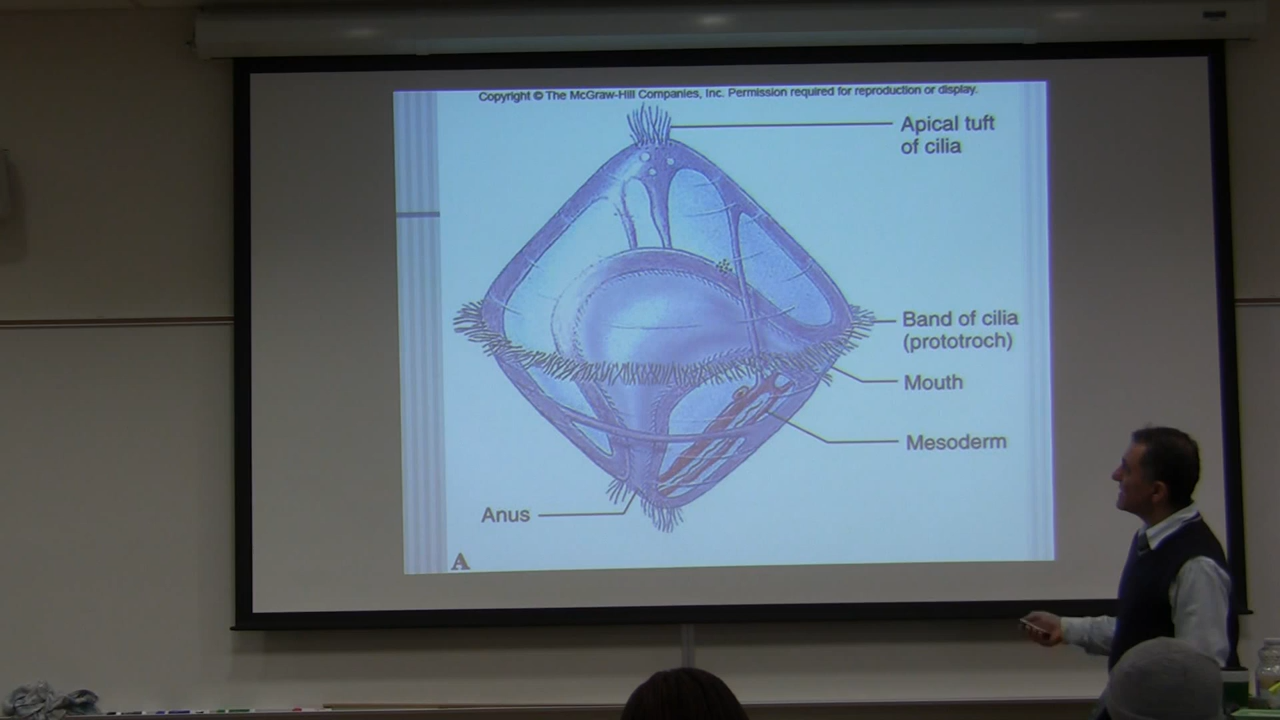 Copyright © The McGraw-Hill Companies, Inc. Permission required for reproduction or display.
Apical tuft
of cilia
Band of cilia
(prototroch)
Mouth
Mesoderm
Anus
A